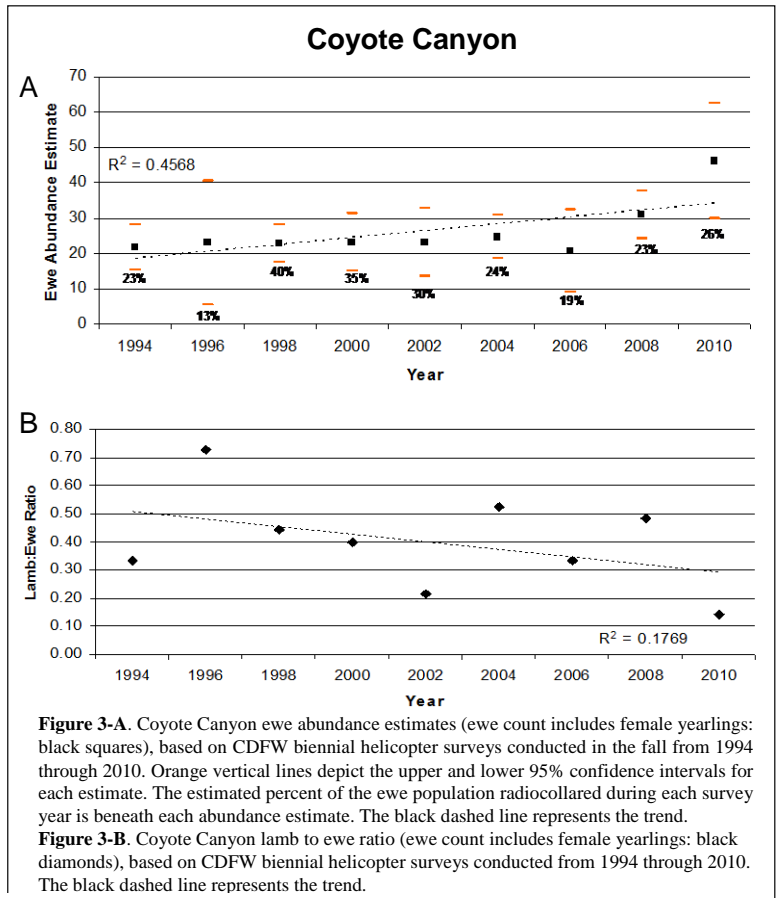 Coyote Canyon
A
Ewe Abundance Estimate
70
60
50
40
30
20
10
0
R² = 0.4568
23%
13%
40%
35%
30%
24%
19%
23%
26%
1994 1996 1998 2000 2002 2004 2006 2008 2010
Year
B
Lamb:Ewe Ratio
0.80
0.70
0.60
0.50
0.40
0.30
0.20
0.10
0.00
R² = 0.1769
1994 1996 1998 2000 2002 2004 2006 2008 2010
Year
Figure 3-A. Coyote Canyon ewe abundance estimates (ewe count includes female yearlings:
black squares), based on CDFW biennial helicopter surveys conducted in the fall from 1994
through 2010. Orange vertical lines depict the upper and lower 95% confidence intervals for
each estimate. The estimated percent of the ewe population radiocollared during each survey
year is beneath each abundance estimate. The black dashed line represents the trend.
Figure 3-B. Coyote Canyon lamb to ewe ratio (ewe count includes female yearlings: black
diamonds), based on CDFW biennial helicopter surveys conducted from 1994 through 2010.
The black dashed line represents the trend.